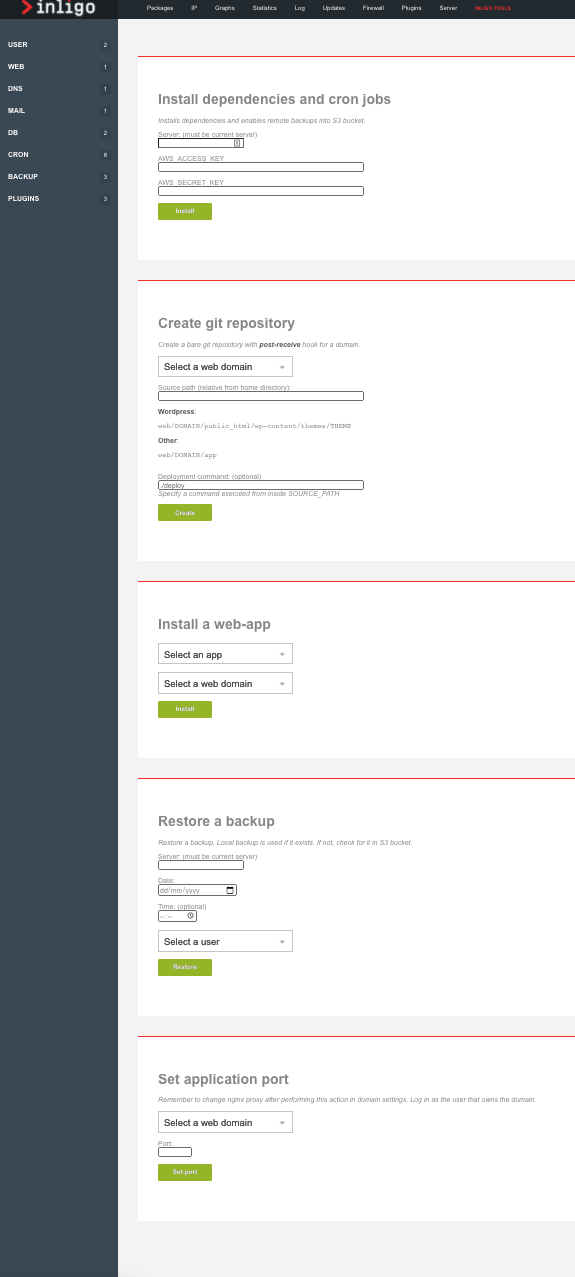 inligo
Packages IP Graphs Statistics Log Updates Firewall Plugins Server INLIGO TOOLS
USER 2
WEB 1
DNS 1
MAIL 1
DB 2
CRON 8
BACKUP 3
PLUGINS 3
Install dependencies and cron jobs
Installs dependencies and enables remote backups into S3 bucket.
Server: (must be current server)
AWS_ACCESS_KEY
AWS_SECRET_KEY
Install
Create git repository
Create a bare git repository with post-receive hook for a domain.
Select a web domain
Source path (relative from home directory):
Wordpress:
web/DOMAIN/public_html/wp-content/themes/THEME
Other:
web/DOMAIN/app
Deployment command: (optional)
./deploy
Specify a command executed from inside SOURCE_PATH
Create
Install a web-app
Select an app
Select a web domain
Install
Restore a backup
Restore a backup. Local backup is used if it exists. If not, check for it in S3 bucket.
Server: (must be current server)
Date:
dd/mm/yyyy
Time: (optional)
--:--
Select a user
Restore
Set application port
Remember to change nginx proxy after performing this action in domain settings. Log in as the user that owns the domain.
Select a web domain
Port:
Set port